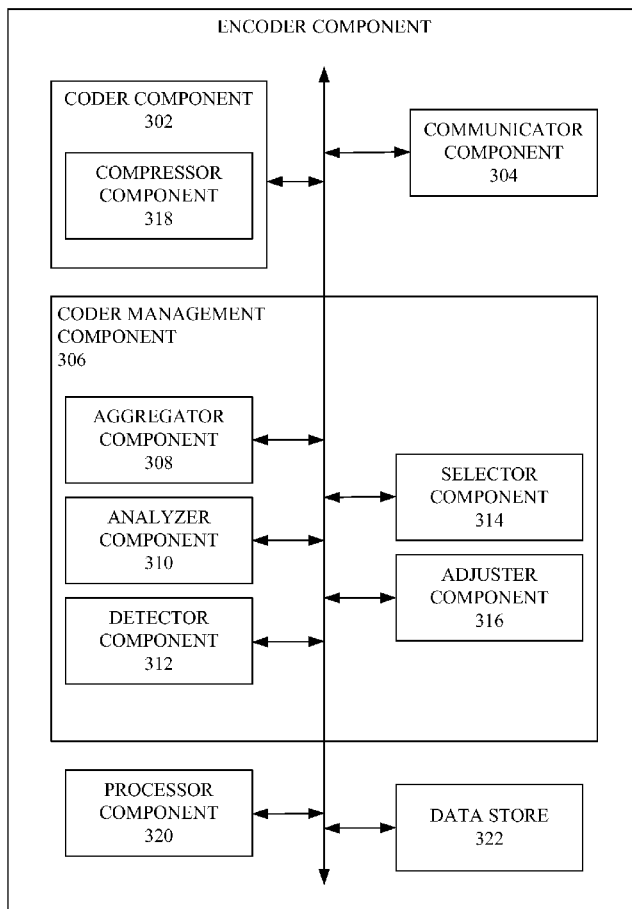 ENCODER COMPONENT
CODER COMPONENT
302
COMPRESSOR
COMPONENT
318
COMMUNICATOR
COMPONENT
304
CODER MANAGEMENT
COMPONENT
306
AGGREGATOR
COMPONENT
308
ANALYZER
COMPONENT
310
DETECTOR
COMPONENT
312
SELECTOR
COMPONENT
314
ADJUSTER
COMPONENT
316
PROCESSOR
COMPONENT
320
DATA STORE
322